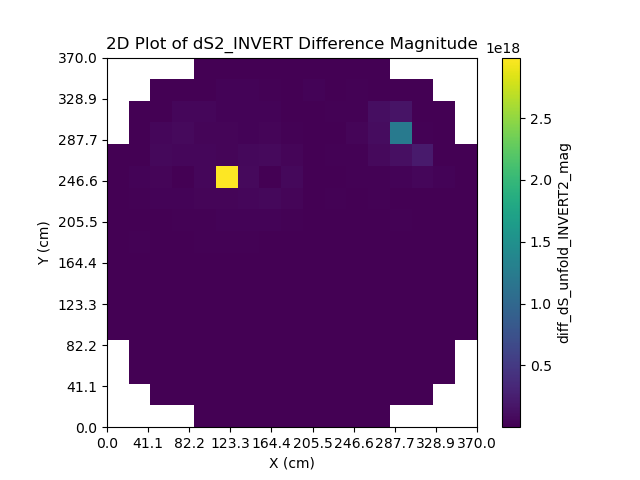 2D Plot of dS2_INVERT Difference Magnitude
1e18
370.0
328.9
287.7
246.6
205.5
164.4
123.3
82.2
41.1
0.0
Y (cm)
0.0 41.1 82.2 123.3 164.4 205.5 246.6 287.7 328.9 370.0
X (cm)
2.5
2.0
1.5
1.0
0.5
diff_dS_unfold_INVERT2_mag